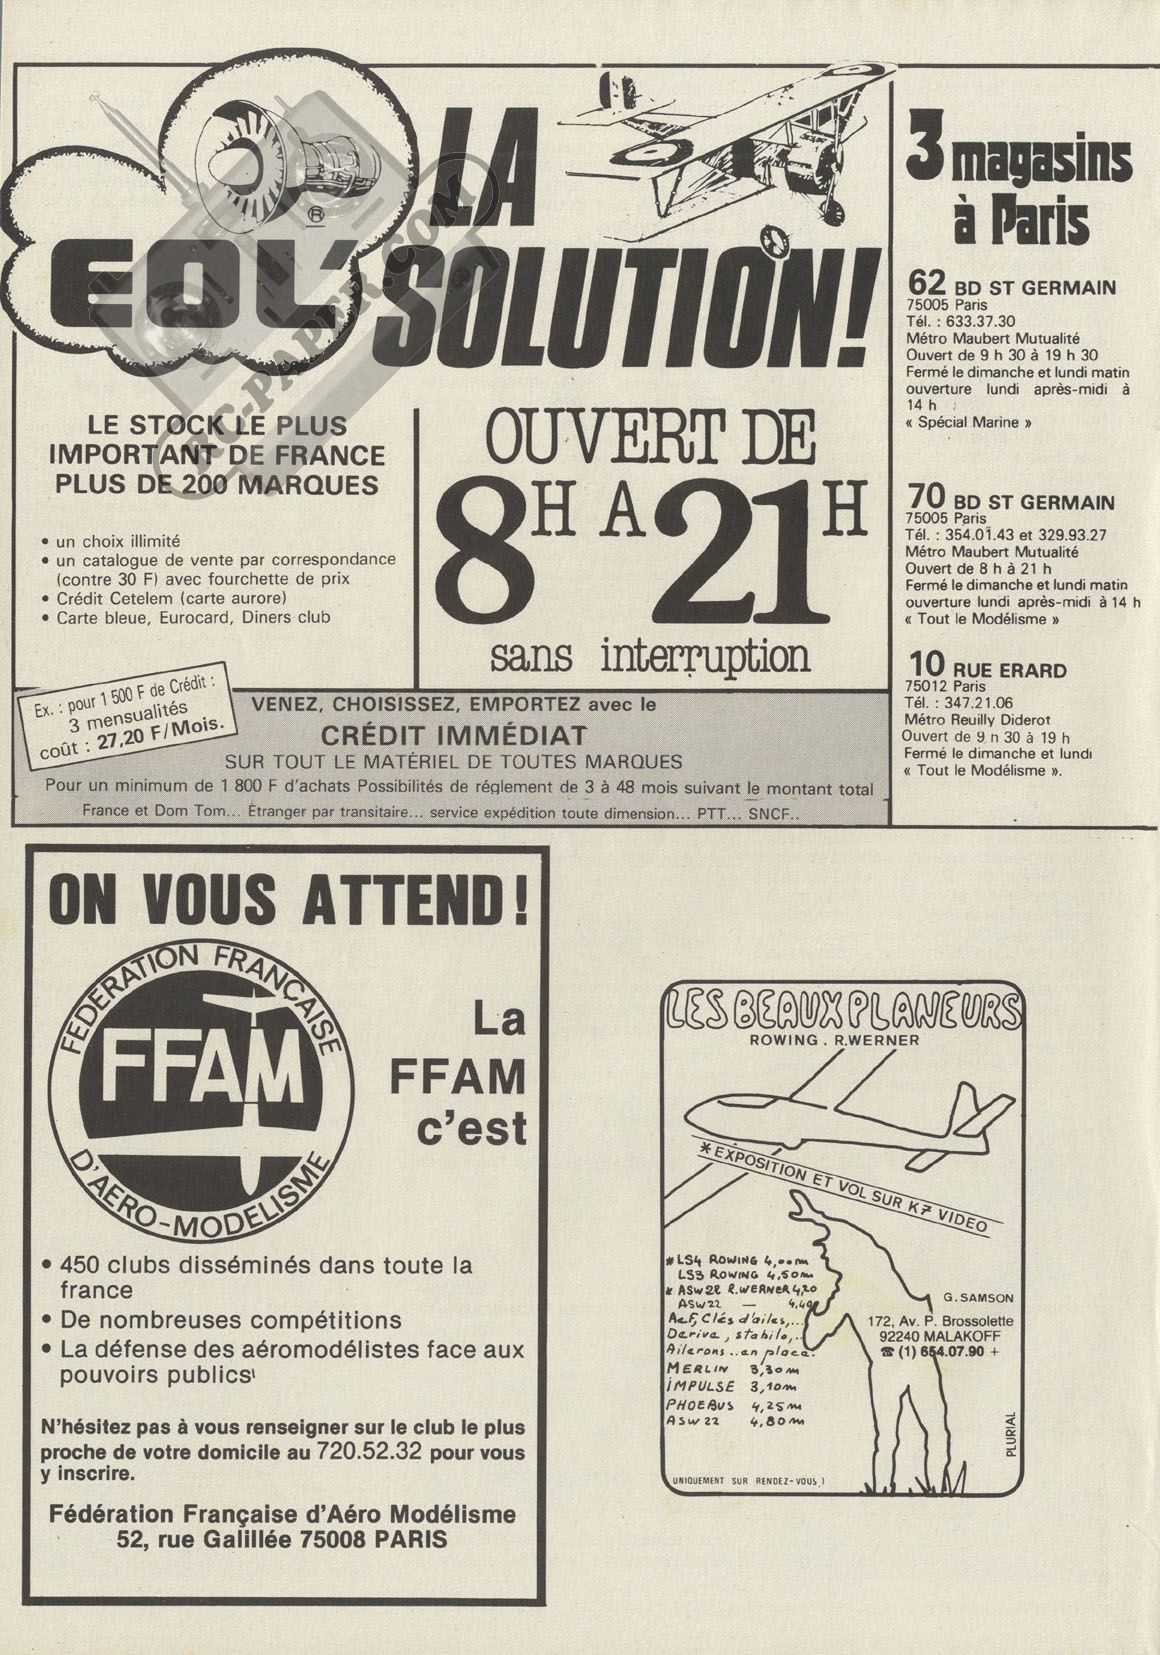 EOL'
®
LA
SOLUTION!
RC-PAPER.COM
LE STOCK LE PLUS
IMPORTANT DE FRANCE
PLUS DE 200 MARQUES
• un choix illimité
• un catalogue de vente par correspondance
(contre 30 F) avec fourchette de prix
• Crédit Cetelem (carte aurore)
• Carte bleue, Eurocard, Diners club
OUVERT DE
8H A 21H
sans interruption
Ex. : pour 1 500 F de Crédit :
3 mensualités
coût : 27,20 F/Mois.
VENEZ, CHOISISSEZ, EMPORTEZ avec le
CRÉDIT IMMÉDIAT
SUR TOUT LE MATÉRIEL DE TOUTES MARQUES
Pour un minimum de 1 800 F d'achats Possibilités de réglement de 3 à 48 mois suivant le montant total
France et Dom Tom... Etranger par transitaire... service expédition toute dimension... PTT... SNCF..
3 magasins
à Paris
62 BD ST GERMAIN
75005 Paris
Tél. : 633.37.30
Métro Maubert Mutualité
Ouvert de 9 h 30 à 19 h 30
Fermé le dimanche et lundi matin
ouverture lundi après-midi à
14 h
« Spécial Marine »
70 BD ST GERMAIN
75005 Paris
Tél. : 354.01.43 et 329.93.27
Métro Maubert Mutualité
Ouvert de 8 h à 21 h
Fermé le dimanche et lundi matin
ouverture lundi après-midi à 14 h
« Tout le Modélisme »
10 RUE ERARD
75012 Paris
Tél. : 347.21.06
Métro Reuilly Diderot
Ouvert de 9 h 30 à 19 h
Fermé le dimanche et lundi
« Tout le Modélisme ».
ON VOUS ATTEND !
FEDERATION FRANÇAISE
FFAM
D'AERO-MODELISME
La
FFAM
c'est
• 450 clubs disséminés dans toute la
france
• De nombreuses compétitions
• La défense des aéromodélistes face aux
pouvoirs publics
N'hésitez pas à vous renseigner sur le club le plus
proche de votre domicile au 720.52.32 pour vous
y inscrire.
Fédération Française d'Aéro Modélisme
52, rue Galillée 75008 PARIS
LES BEAUX PLANEURS
ROWING . R.WERNER
*EXPOSITION ET VOL SUR K7 VIDEO
* LS4 ROWING 4,00m
LS3 ROWING 4,50m
* ASW22 R.WERNER 4,20
ASW22 — 4,40
AeF, Clés d'ailes,...
Derive, stabilo,..
Ailerons..en place.
MERLIN 3,30m
IMPULSE 3,10m
PHOEBUS 4,25m
ASW22 4,80m
G. SAMSON
172, Av. P. Brossolette
92240 MALAKOFF
☎ (1) 654.07.90 +
PLURIAL
UNIQUEMENT SUR RENDEZ-VOUS )